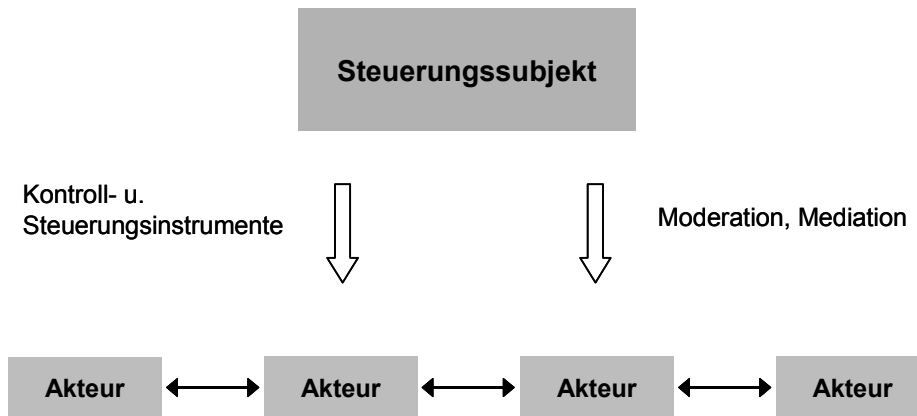 Steuerungssubjekt
Kontroll- u.
Steuerungsinstrumente
Moderation, Mediation
Akteur
Akteur
Akteur
Akteur